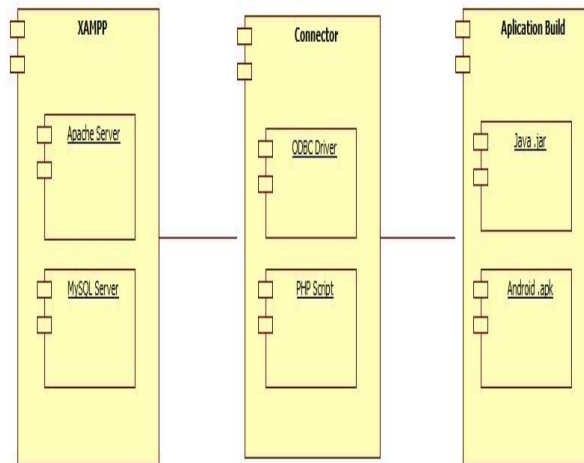 XAMPP
Apache Server
MySQL Server
Connector
ODBC Driver
PHP Script
Aplication Build
Java .jar
Android .apk